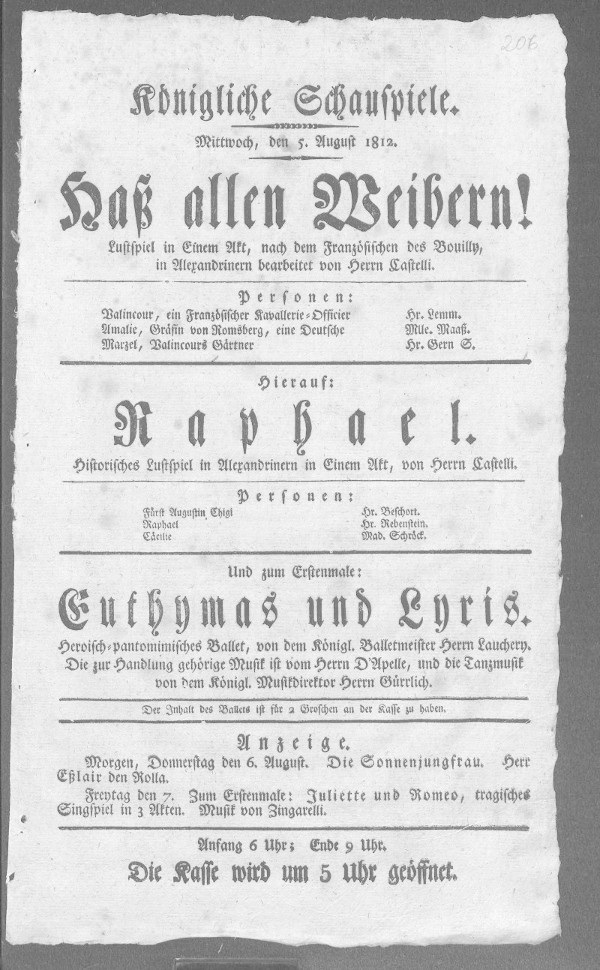 206
Königliche Schauspiele.
Mittwoch, den 5. August 1812.
Haß allen Weibern!
Lustspiel in Einem Akt, nach dem Französischen des Bouilly,
in Alexandrinern bearbeitet von Herrn Castelli.
Personen:
Valincour, ein Französischer Kavallerie-Officier Hr. Lemm.
Amalie, Gräfin von Romsberg, eine Deutsche Mlle. Maaß.
Marzel, Valincours Gärtner Hr. Gern S.
Hierauf:
Raphael.
Historisches Lustspiel in Alexandrinern in Einem Akt, von Herrn Castelli.
Personen:
Fürst Augustin Chigi Hr. Beschort.
Raphael Hr. Rebenstein.
Cäcilie Mad. Schröck.
Und zum Erstenmale:
Euthymas und Lyris.
Heroisch-pantomimisches Ballet, von dem Königl. Balletmeister Herrn Lauchery.
Die zur Handlung gehörige Musik ist vom Herrn D'Apelle, und die Tanzmusik
von dem Königl. Musikdirektor Herrn Gürrlich.
Der Inhalt des Ballets ist für 2 Groschen an der Kasse zu haben.
Anzeige.
Morgen, Donnerstag den 6. August. Die Sonnenjungfrau. Herr
Eßlair den Rolla.
Freytag den 7. Zum Erstenmale: Juliette und Romeo, tragisches
Singspiel in 3 Akten. Musik von Zingarelli.
Anfang 6 Uhr; Ende 9 Uhr.
Die Kasse wird um 5 Uhr geöffnet.